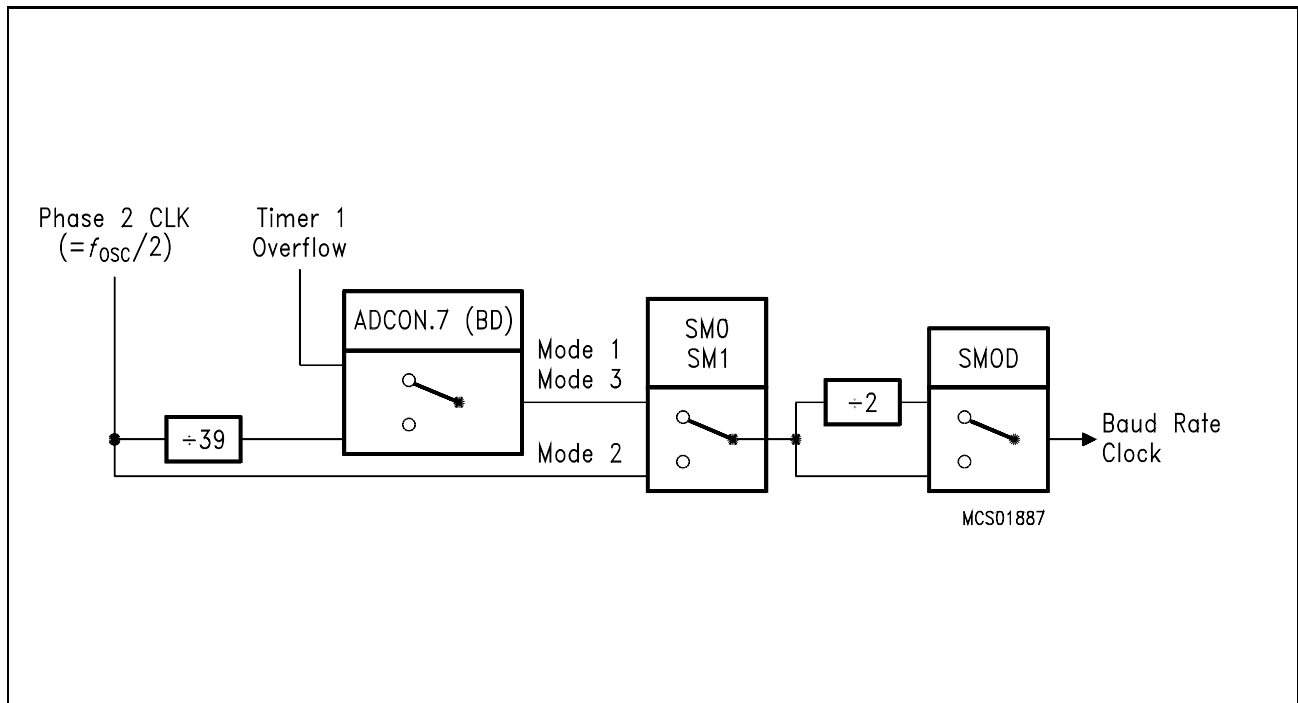 Phase 2 CLK
(=fOSC/2)
Timer 1
Overflow
ADCON.7 (BD)
Mode 1
Mode 3
SM0
SM1
SMOD
÷2
÷39
Mode 2
Baud Rate
Clock
MCS01887